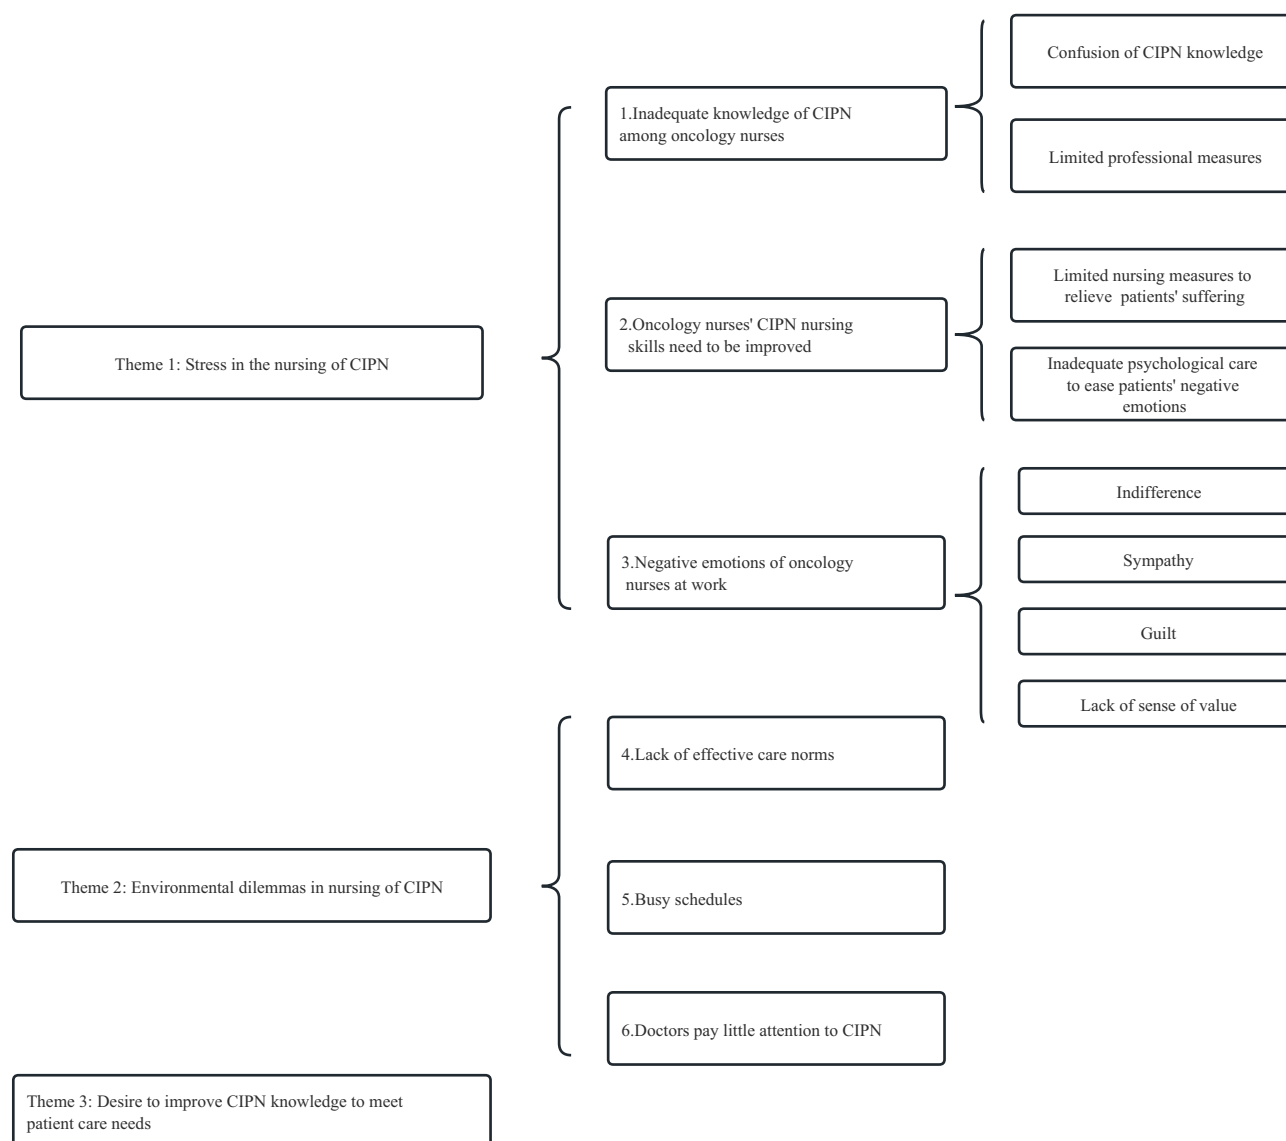 Theme 1: Stress in the nursing of CIPN
1.Inadequate knowledge of CIPN
among oncology nurses
Confusion of CIPN knowledge
Limited professional measures
2.Oncology nurses' CIPN nursing
skills need to be improved
Limited nursing measures to
relieve patients' suffering
Inadequate psychological care
to ease patients' negative
emotions
3.Negative emotions of oncology
nurses at work
Indifference
Sympathy
Guilt
Lack of sense of value
Theme 2: Environmental dilemmas in nursing of CIPN
4.Lack of effective care norms
5.Busy schedules
6.Doctors pay little attention to CIPN
Theme 3: Desire to improve CIPN knowledge to meet
patient care needs